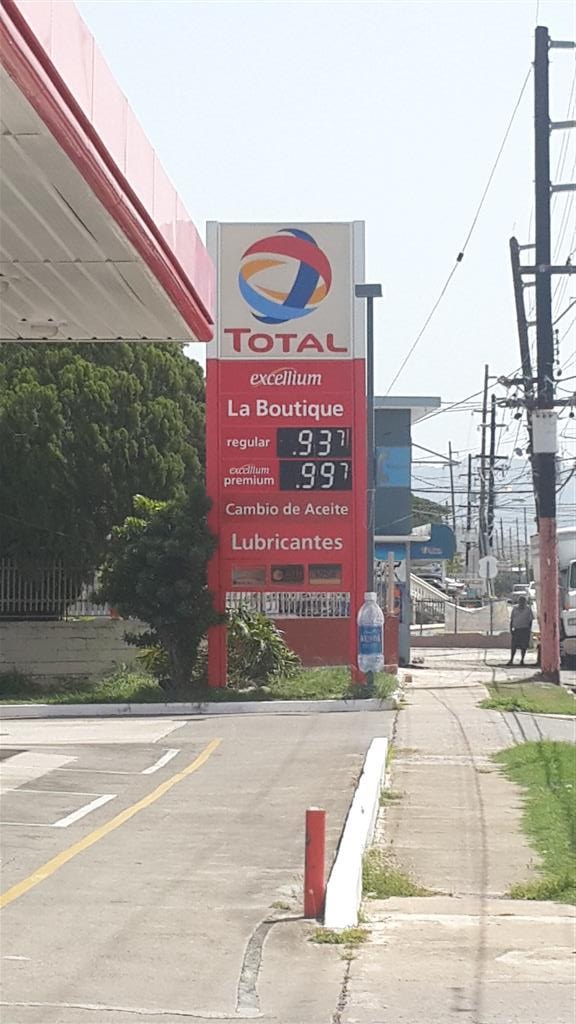 TOTAL
excellium
La Boutique
regular .937
excellium
premium .997
Cambio de Aceite
Lubricantes